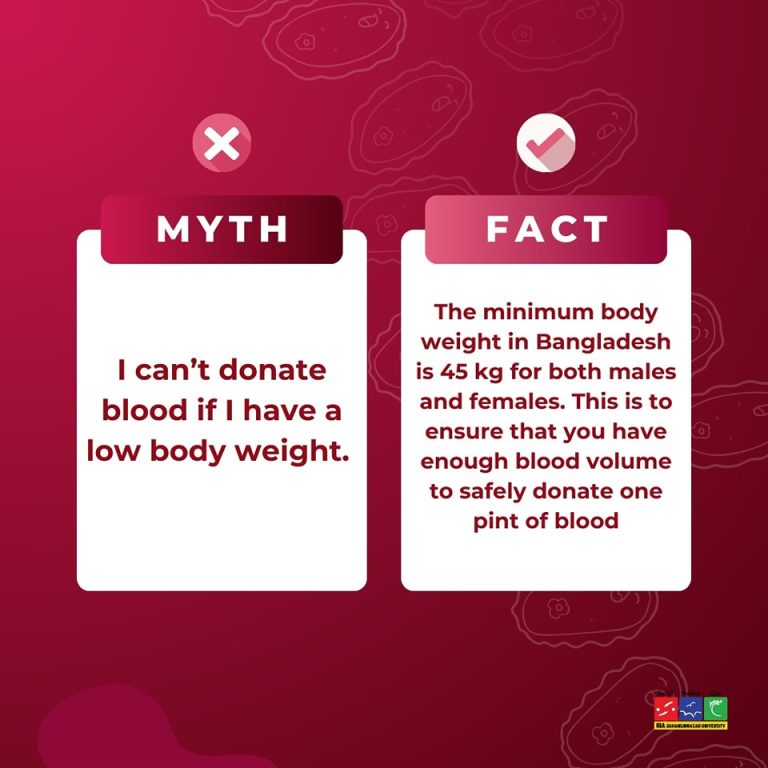 MYTH
I can’t donate
blood if I have a
low body weight.
FACT
The minimum body
weight in Bangladesh
is 45 kg for both males
and females. This is to
ensure that you have
enough blood volume
to safely donate one
pint of blood
IGA JAHANGIRNAGAR UNIVERSITY